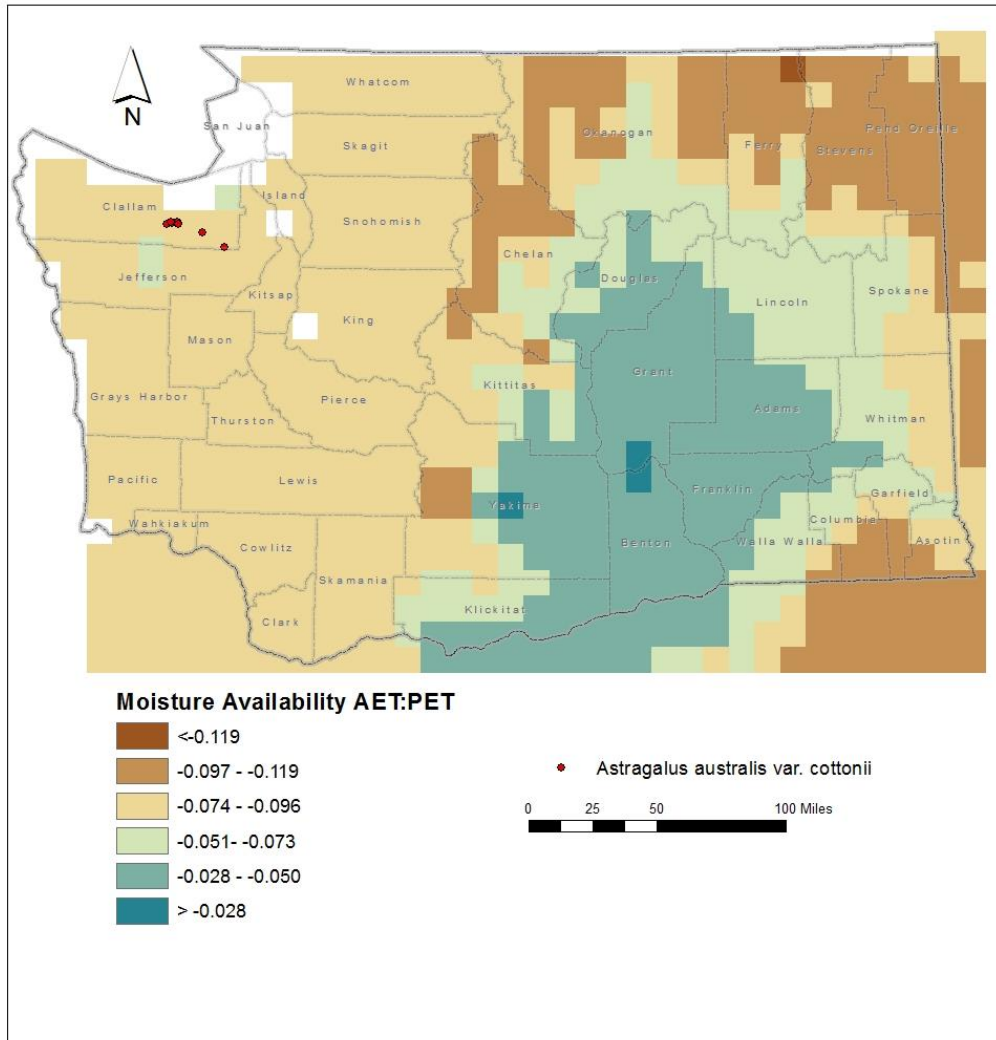 N
Whatcom
San Juan
Okanogan
Pend Oreille
Skagit
Ferry
Stevens
Island
Clallam
Snohomish
Chelan
Jefferson
Douglas
Spokane
Kitsap
Lincoln
King
Mason
Grant
Kittitas
Grays Harbor
Pierce
Adams
Thurston
Whitman
Pacific
Lewis
Franklin
Garfield
Yakima
Wahkiakum
Columbia
Benton
Walla Walla
Asotin
Cowlitz
Skamania
Klickitat
Clark
Moisture Availability AET:PET
<-0.119
-0.097 - -0.119
-0.074 - -0.096
-0.051- -0.073
-0.028 - -0.050
> -0.028
Astragalus australis var. cottonii
0 25 50 100 Miles